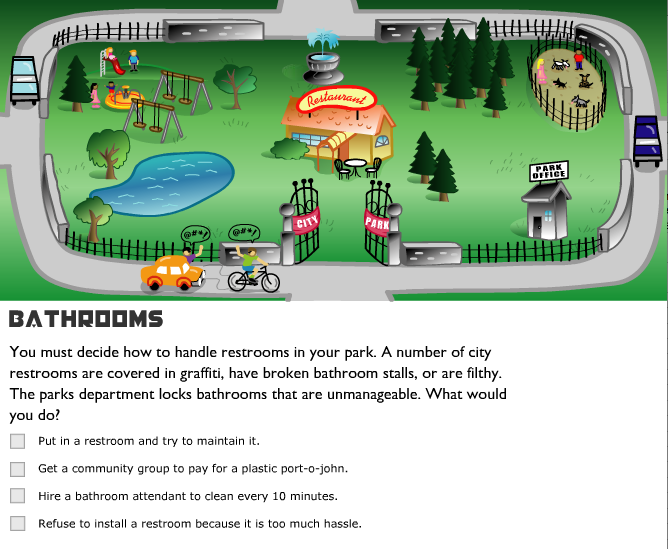 Restaurant
PARK
OFFICE
CITY
PARK
@#*!
@#*!
BATHROOMS
You must decide how to handle restrooms in your park. A number of city
restrooms are covered in graffiti, have broken bathroom stalls, or are filthy.
The parks department locks bathrooms that are unmanageable. What would
you do?
Put in a restroom and try to maintain it.
Get a community group to pay for a plastic port-o-john.
Hire a bathroom attendant to clean every 10 minutes.
Refuse to install a restroom because it is too much hassle.